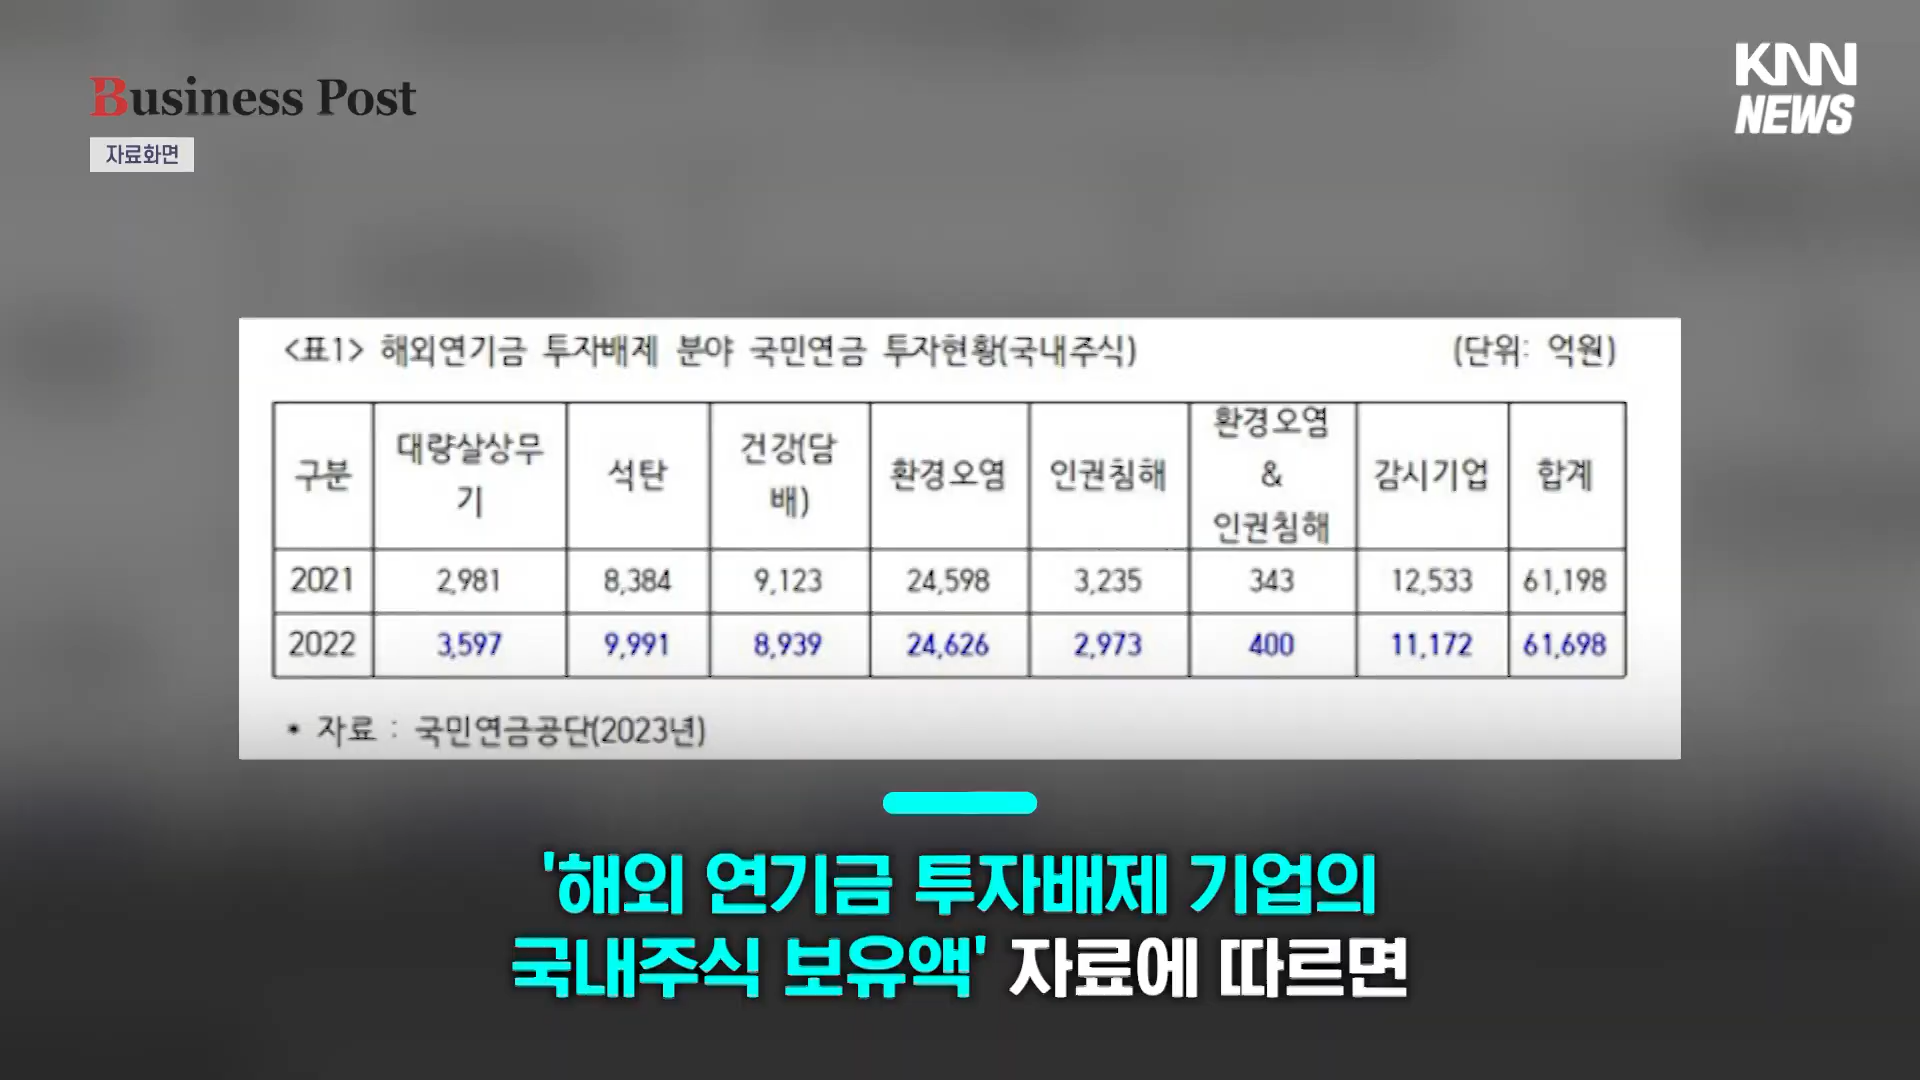 Business Post
자료화면
KNN
NEWS
<표1> 해외연기금 투자배제 분야 국민연금 투자현황(국내주식) (단위: 억원)
구분 대량살상무기 석탄 건강(담배) 환경오염 인권침해 환경오염 & 인권침해 감시기업 합계
2021 2,981 8,384 9,123 24,598 3,235 343 12,533 61,198
2022 3,597 9,991 8,939 24,626 2,973 400 11,172 61,698
* 자료 : 국민연금공단(2023년)
'해외 연기금 투자배제 기업의
국내주식 보유액' 자료에 따르면